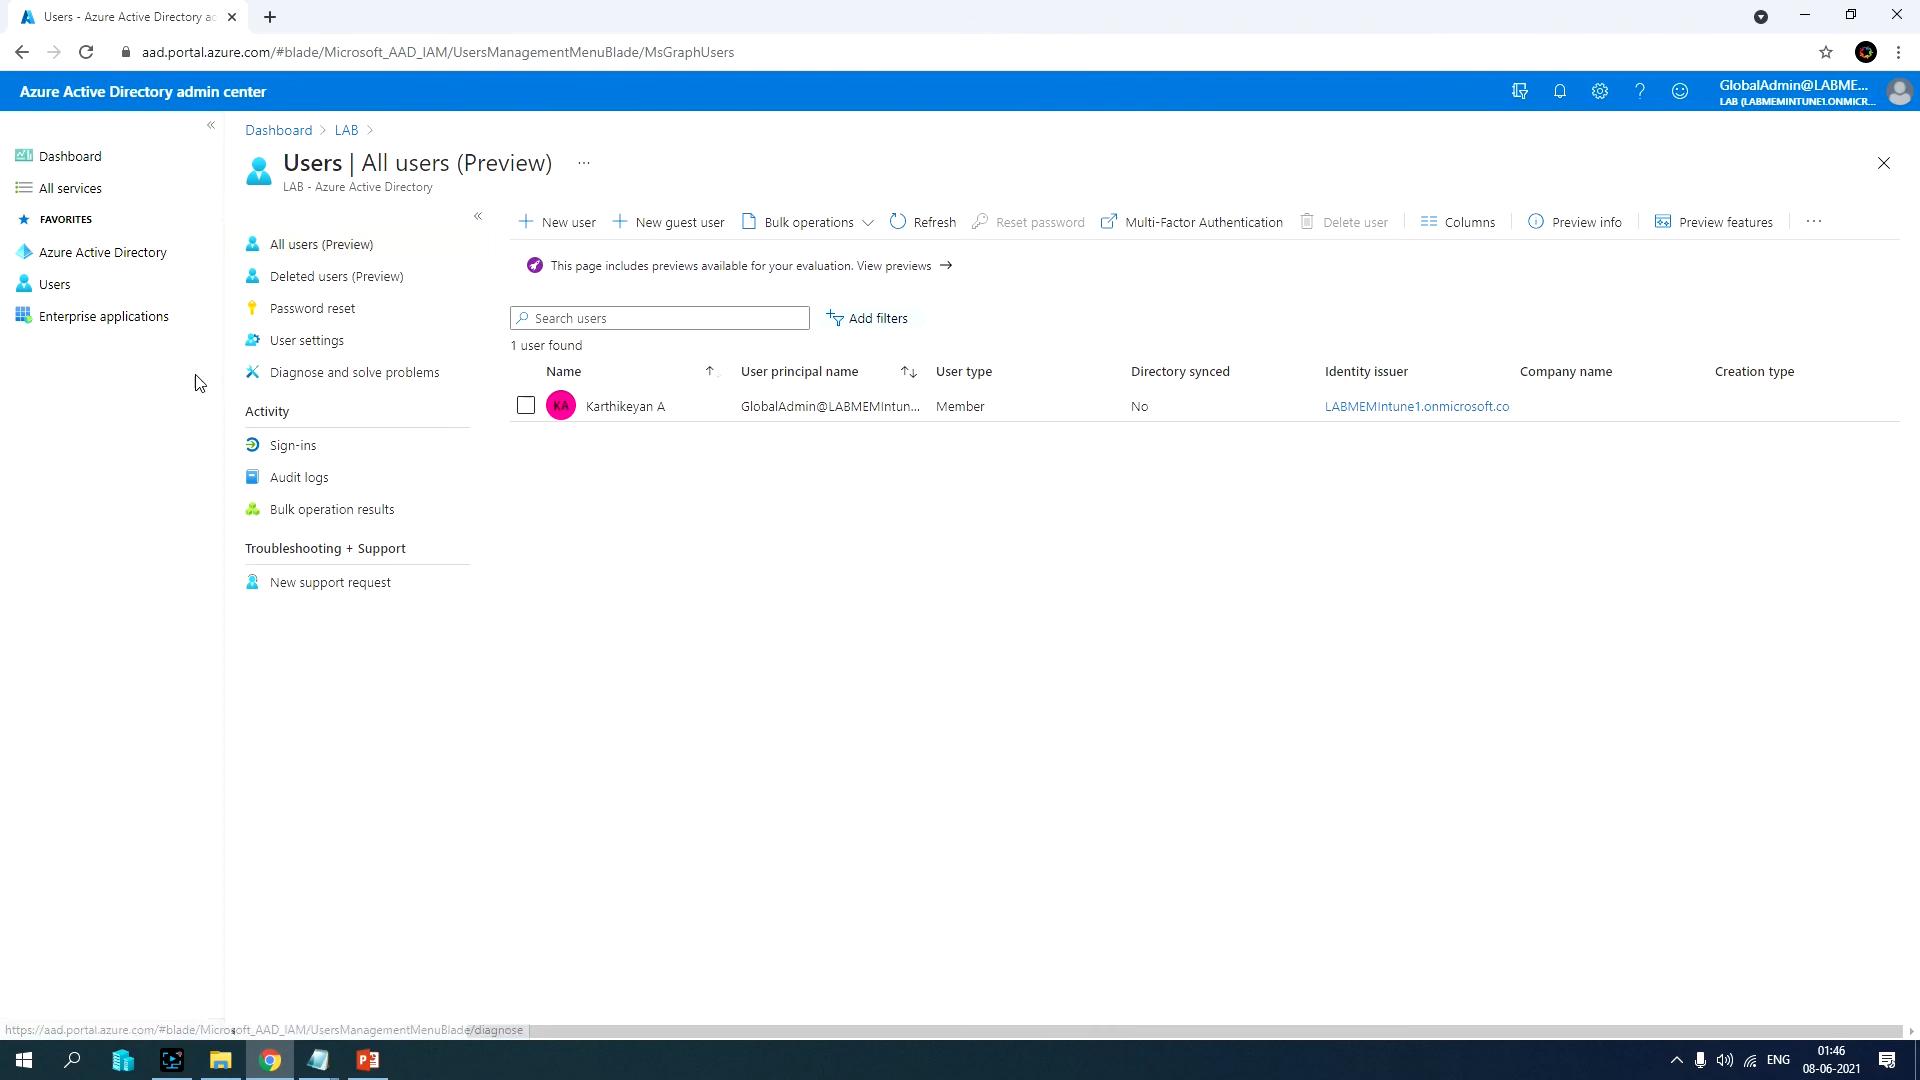 Users - Azure Active Directory ac
aad.portal.azure.com/#blade/Microsoft_AAD_IAM/UsersManagementMenuBlade/MsGraphUsers
Azure Active Directory admin center
GlobalAdmin@LABME...
LAB (LABMEMINTUNE1.ONMICR...
Dashboard
All services
FAVORITES
Azure Active Directory
Users
Enterprise applications
Dashboard > LAB >
Users | All users (Preview) ...
LAB - Azure Active Directory
All users (Preview)
Deleted users (Preview)
Password reset
User settings
Diagnose and solve problems
Activity
Sign-ins
Audit logs
Bulk operation results
Troubleshooting + Support
New support request
New user New guest user Bulk operations Refresh Reset password Multi-Factor Authentication Delete user Columns Preview info Preview features ...
This page includes previews available for your evaluation. View previews →
Search users Add filters
1 user found
Name User principal name User type Directory synced Identity issuer Company name Creation type
KA Karthikeyan A GlobalAdmin@LABMEMIntun... Member No LABMEMIntune1.onmicrosoft.co
https://aad.portal.azure.com/#blade/Microsoft_AAD_IAM/UsersManagementMenuBlade/diagnose
ENG
01:46
08-06-2021